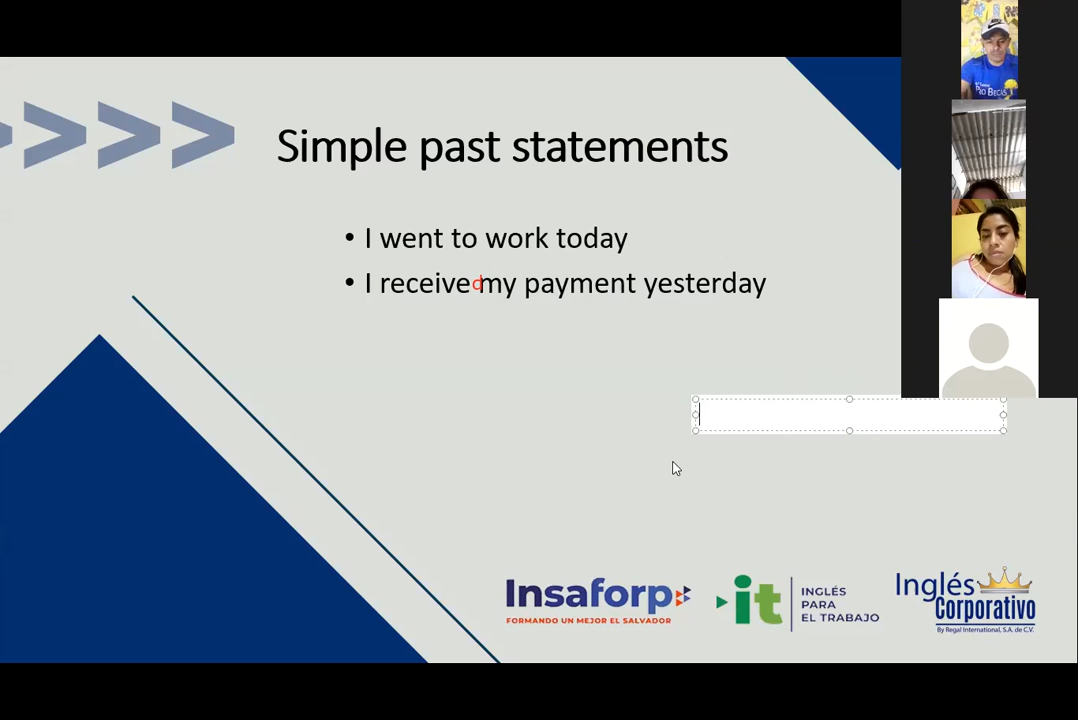 Simple past statements
• I went to work today
• I received my payment yesterday
Insaforp
FORMANDO UN MEJOR EL SALVADOR
it
INGLÉS
PARA
EL TRABAJO
Inglés
Corporativo
By Regal International, S.A. de C.V.